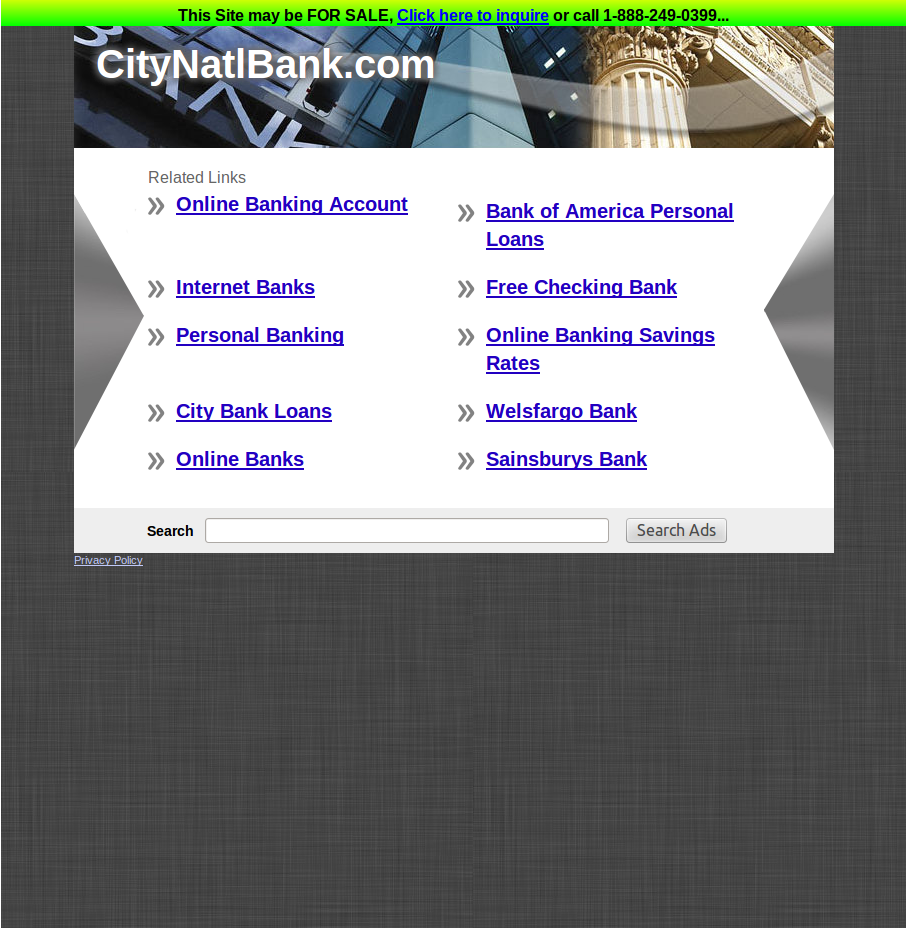 This Site may be FOR SALE, Click here to inquire or call 1-888-249-0399...
CityNatlBank.com
Related Links
Online Banking Account
Bank of America Personal
Loans
Internet Banks
Free Checking Bank
Personal Banking
Online Banking Savings
Rates
City Bank Loans
Welsfargo Bank
Online Banks
Sainsburys Bank
Search
Search Ads
Privacy Policy